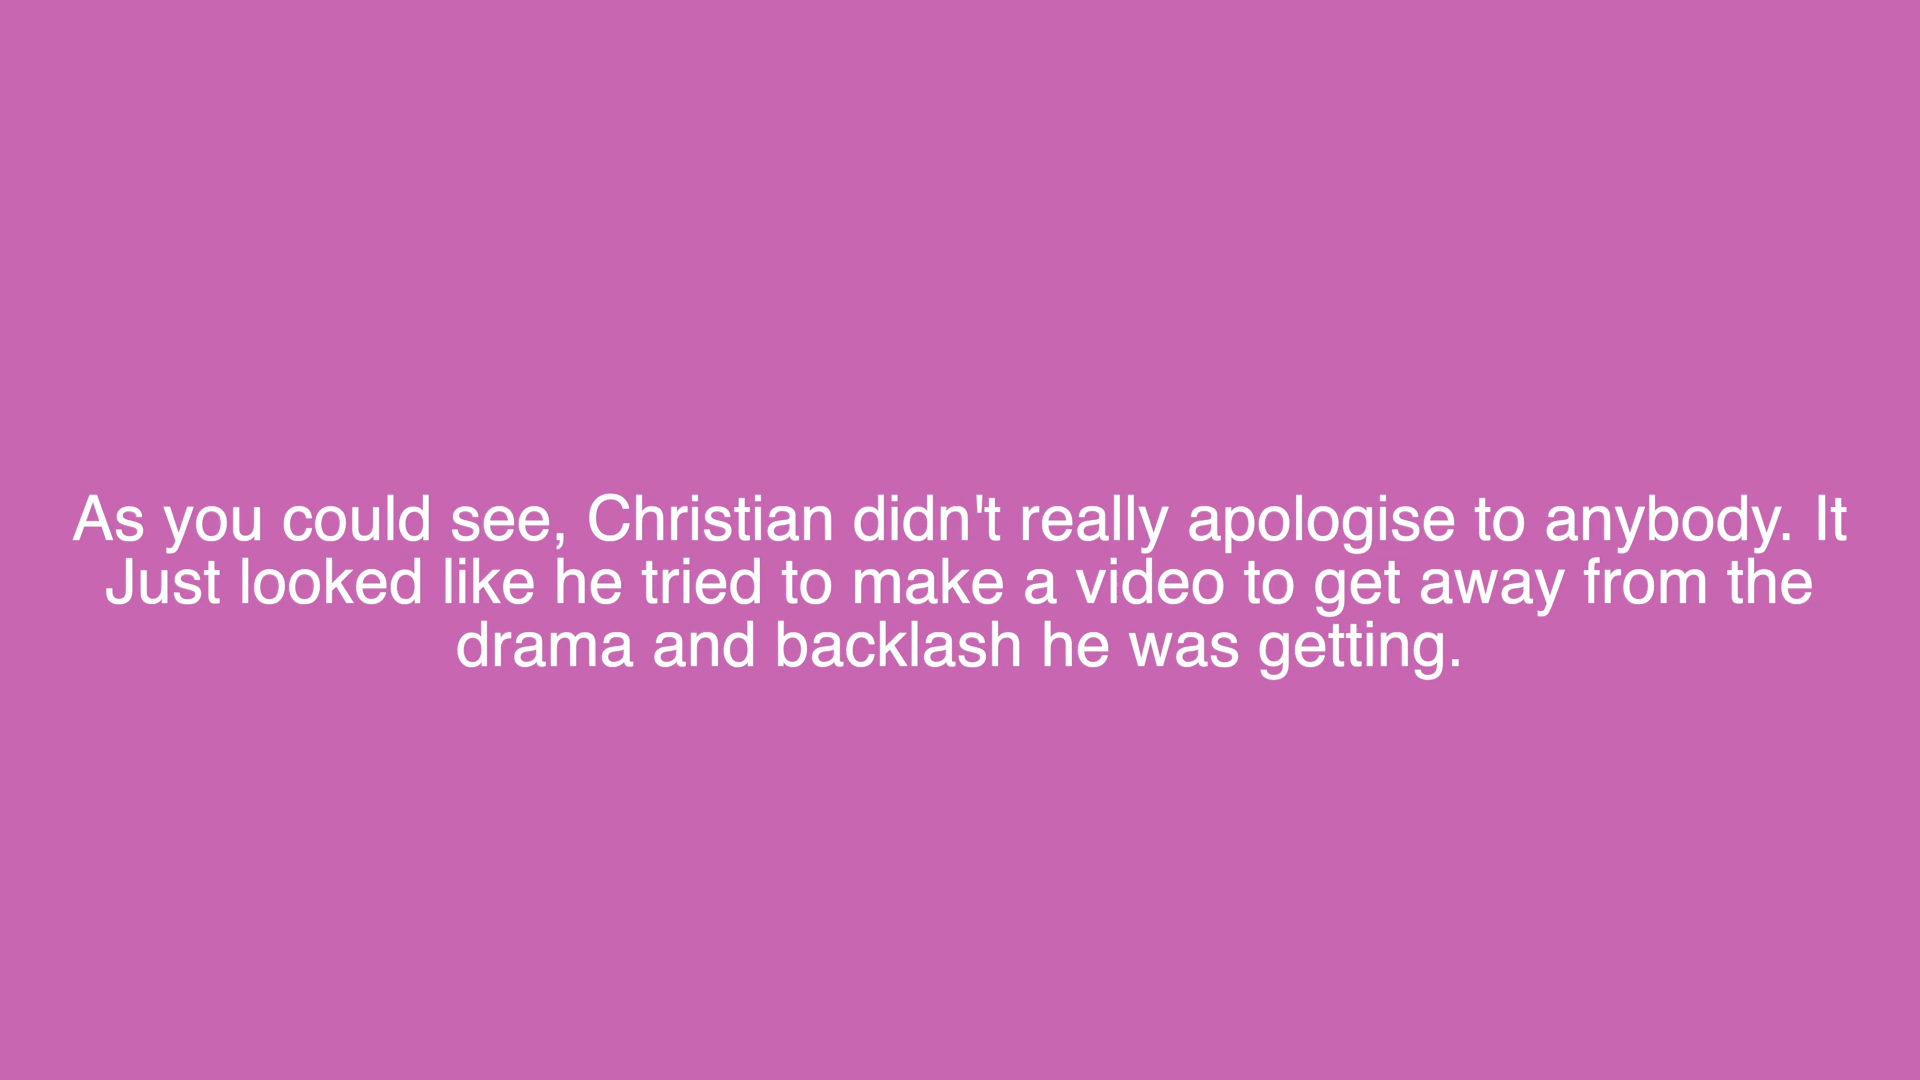 As you could see, Christian didn't really apologise to anybody. It
Just looked like he tried to make a video to get away from the
drama and backlash he was getting.